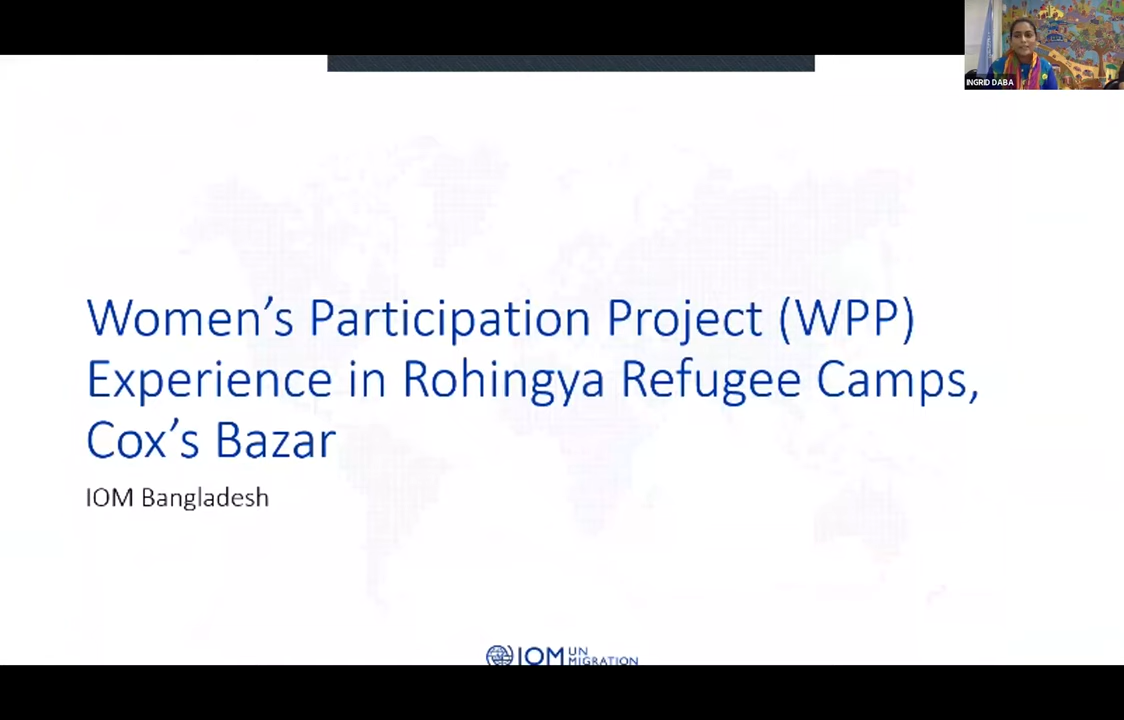 INGRID DABA
Women's Participation Project (WPP)
Experience in Rohingya Refugee Camps,
Cox's Bazar
IOM Bangladesh
IOM UN
MIGRATION